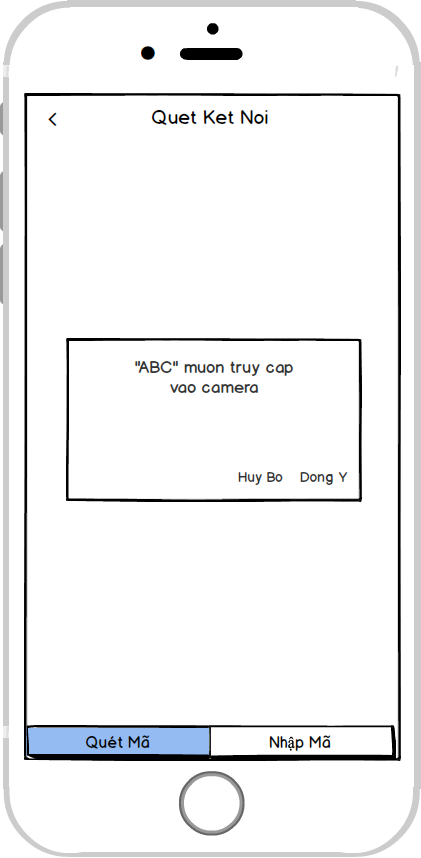 Quet Ket Noi
"ABC" muon truy cap
vao camera
Huy Bo Dong Y
Quét Mã Nhập Mã